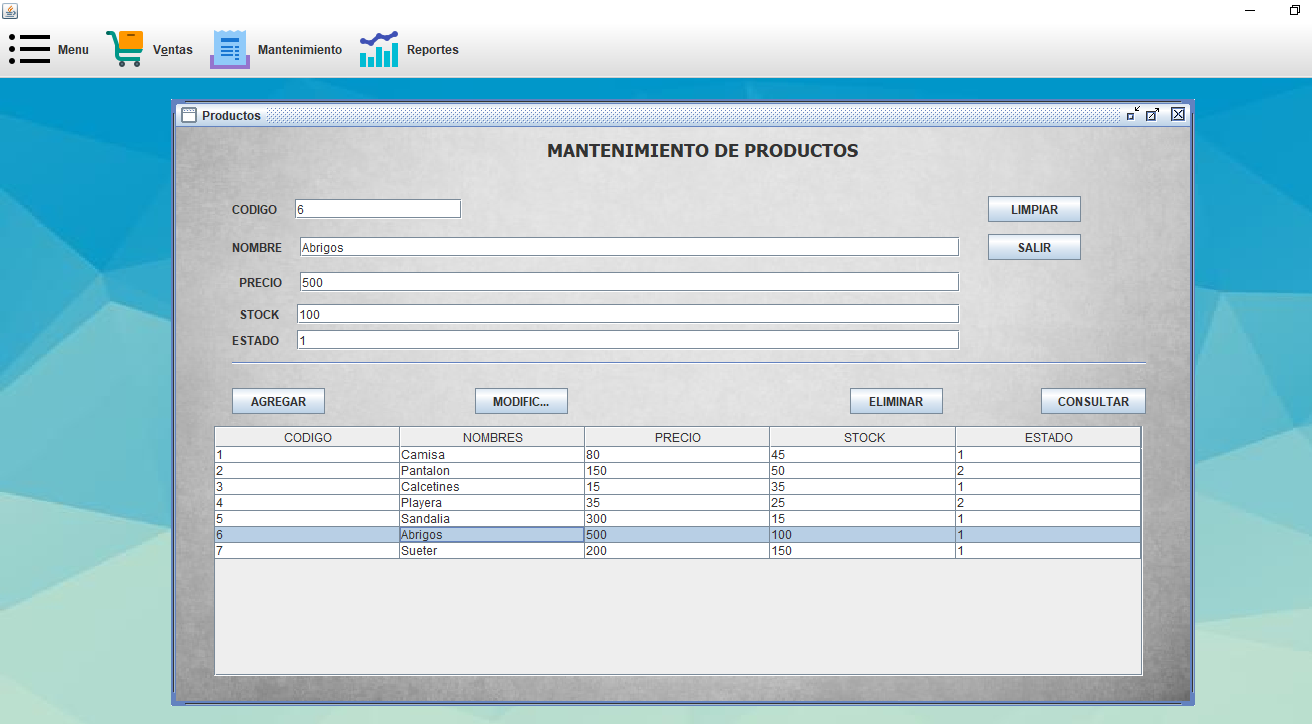 Menu Ventas Mantenimiento Reportes
Productos
MANTENIMIENTO DE PRODUCTOS
CODIGO 6 LIMPIAR
NOMBRE Abrigos SALIR
PRECIO 500
STOCK 100
ESTADO 1
AGREGAR MODIFIC... ELIMINAR CONSULTAR
CODIGO NOMBRES PRECIO STOCK ESTADO
1 Camisa 80 45 1
2 Pantalon 150 50 2
3 Calcetines 15 35 1
4 Playera 35 25 2
5 Sandalia 300 15 1
6 Abrigos 500 100 1
7 Sueter 200 150 1